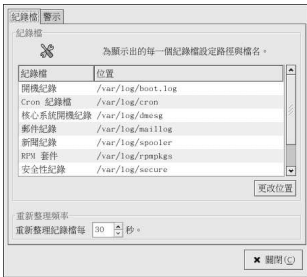 紀錄檔 警示
紀錄檔
為顯示出的每一個紀錄檔設定路徑與檔名。
紀錄檔 位置
開機紀錄 /var/log/boot.log
Cron 紀錄檔 /var/log/cron
核心系統開機紀錄 /var/log/dmesg
郵件紀錄 /var/log/maillog
新聞紀錄 /var/log/spooler
RPM 套件 /var/log/rpmpkgs
安全性紀錄 /var/log/secure
更改位置
重新整理頻率
重新整理紀錄檔每 30 秒。
關閉(C)